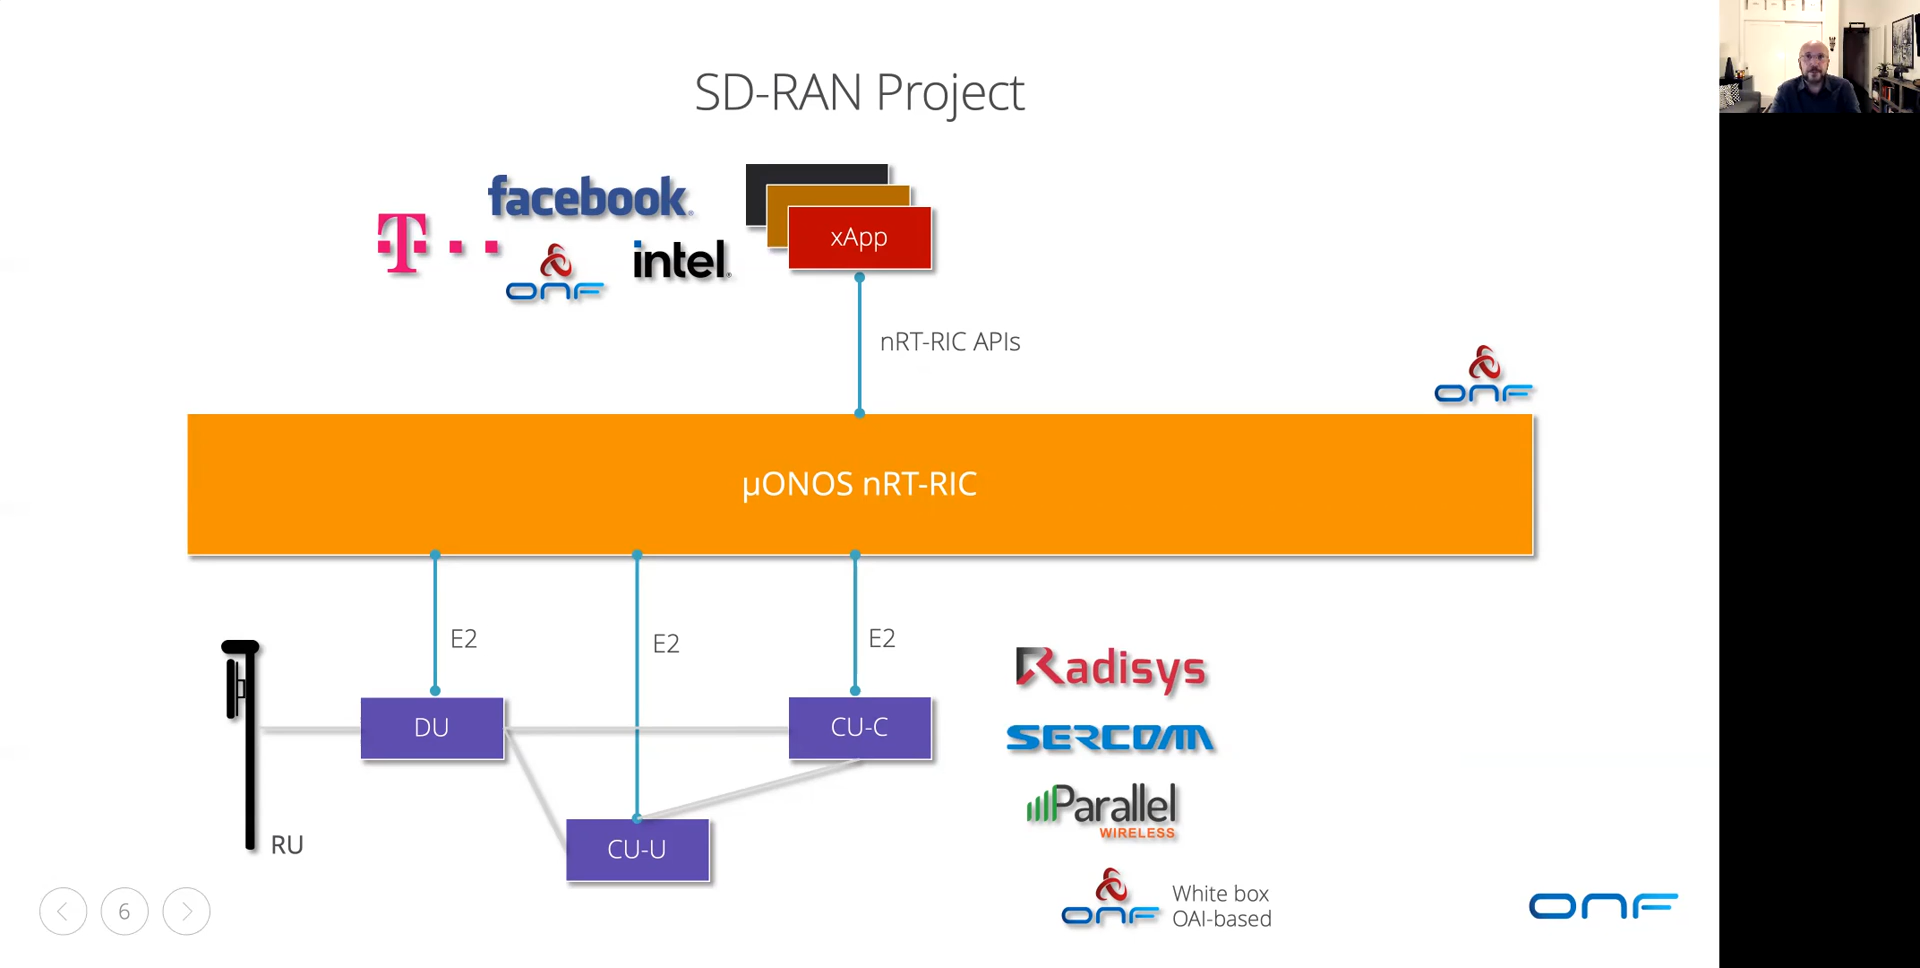 SD-RAN Project
facebook
T
intel
ONF
xApp
nRT-RIC APIs
ONF
µONOS nRT-RIC
E2
E2
E2
Radisys
DU
CU-C
SERCOMM
Parallel
WIRELESS
RU
CU-U
ONF
White box
OAI-based
6
ONF